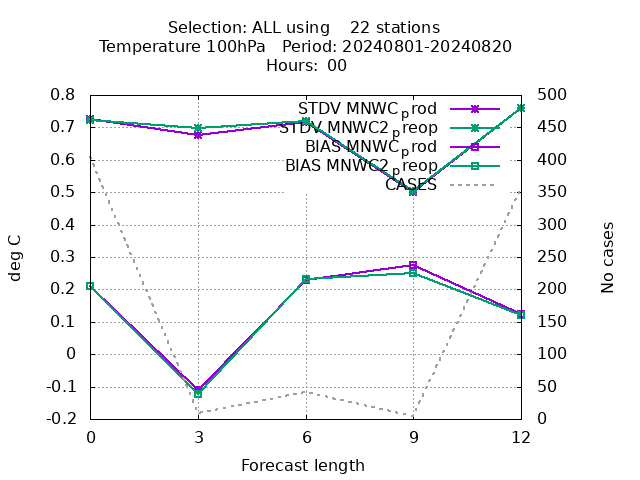 Selection: ALL using    22 stations
Temperature 100hPa   Period: 20240801-20240820
Hours:  00
STDV MNWC_prod
STDV MNWC2_preop
BIAS MNWC_prod
BIAS MNWC2_preop
CASES
0.8
0.7
0.6
0.5
0.4
0.3
0.2
0.1
0
-0.1
-0.2
deg C
500
450
400
350
300
250
200
150
100
50
0
No cases
0 3 6 9 12
Forecast length